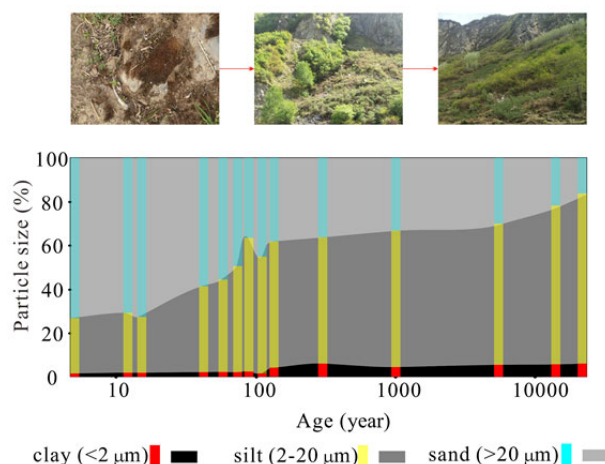 100
80
60
40
20
0
Particle size (%)
10 100 1000 10000
Age (year)
clay (<2 μm) silt (2-20 μm) sand (>20 μm)